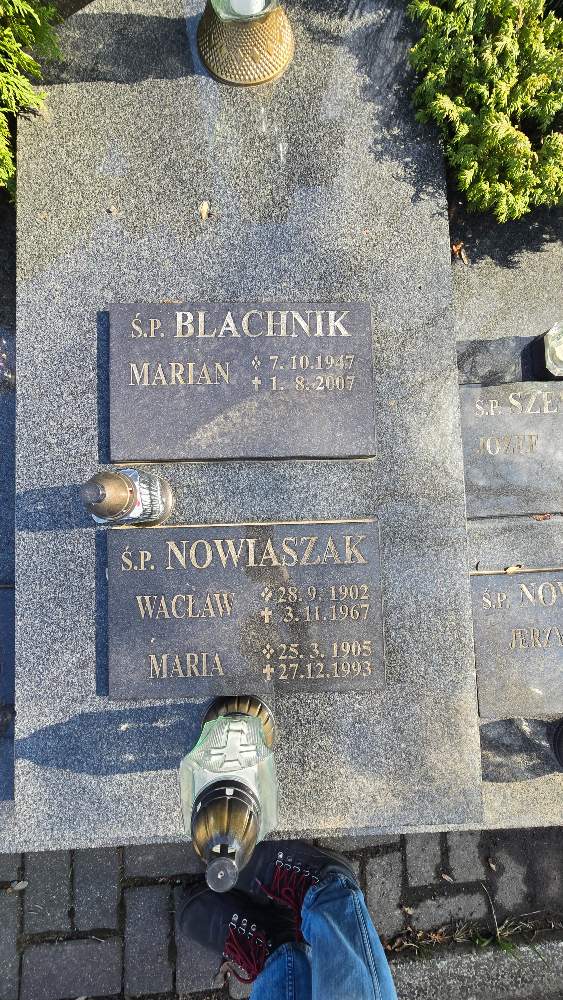 Ś.P. BLACHNIK
MARIAN
7. 10. 1947
1. 8. 2007
Ś.P. NOWIASZAK
WACŁAW
28. 9. 1902
3. 11. 1967
MARIA
25. 3. 1905
27. 12. 1993
Ś.P.
JÓZEF
Ś.P.